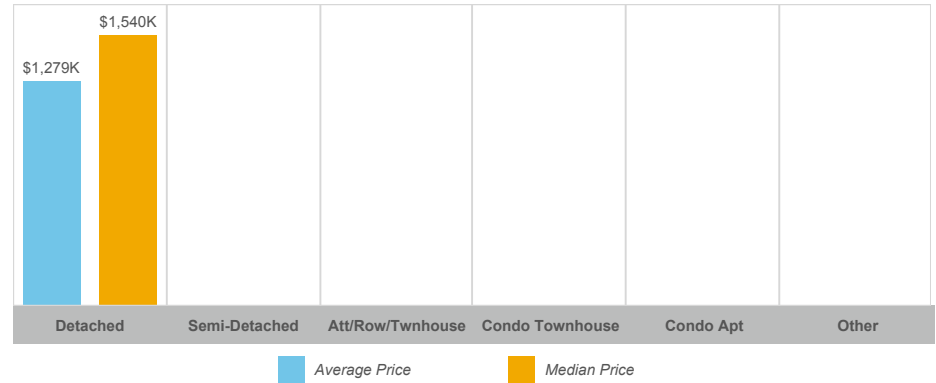 $1,540K
$1,279K
Detached Semi-Detached Att/Row/Twnhouse Condo Townhouse Condo Apt Other
Average Price Median Price